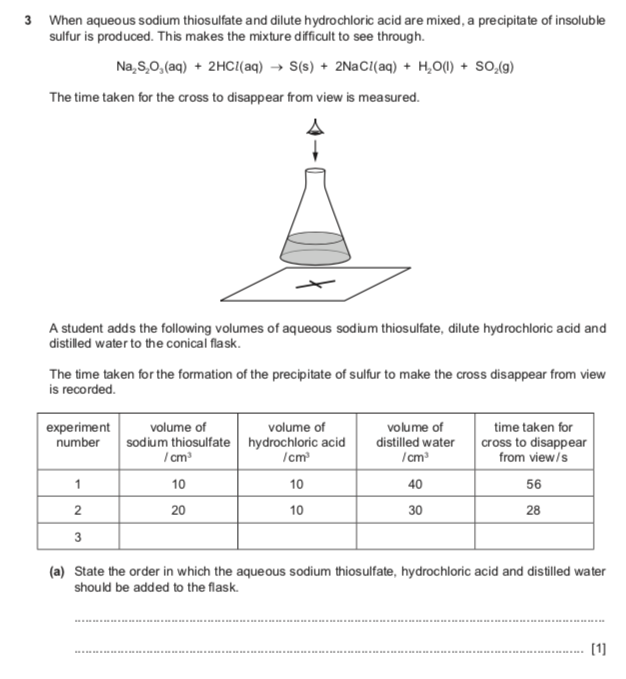 3 When aqueous sodium thiosulfate and dilute hydrochloric acid are mixed, a precipitate of insoluble
sulfur is produced. This makes the mixture difficult to see through.
Na₂S₂O₃(aq) + 2HCl(aq) → S(s) + 2NaCl(aq) + H₂O(l) + SO₂(g)
The time taken for the cross to disappear from view is measured.
A student adds the following volumes of aqueous sodium thiosulfate, dilute hydrochloric acid and
distilled water to the conical flask.
The time taken for the formation of the precipitate of sulfur to make the cross disappear from view
is recorded.
experiment number | volume of sodium thiosulfate /cm³ | volume of hydrochloric acid /cm³ | volume of distilled water /cm³ | time taken for cross to disappear from view/s
1 | 10 | 10 | 40 | 56
2 | 20 | 10 | 30 | 28
3
(a) State the order in which the aqueous sodium thiosulfate, hydrochloric acid and distilled water
should be added to the flask.
[1]